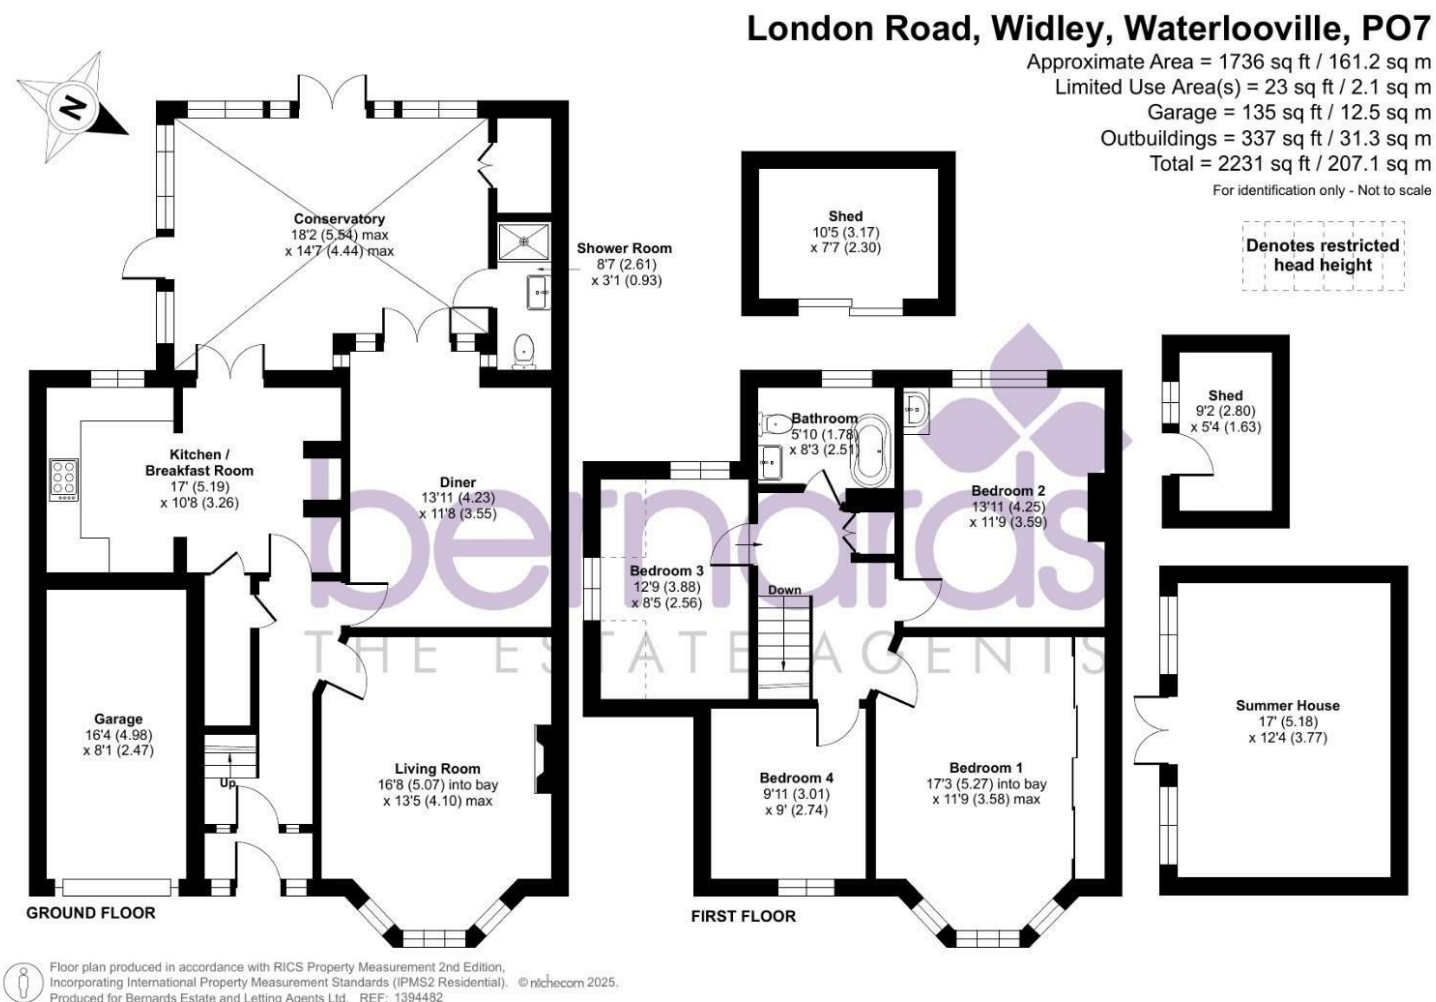 London Road, Widley, Waterlooville, PO7
Approximate Area = 1736 sq ft / 161.2 sq m
Limited Use Area(s) = 23 sq ft / 2.1 sq m
Garage = 135 sq ft / 12.5 sq m
Outbuildings = 337 sq ft / 31.3 sq m
Total = 2231 sq ft / 207.1 sq m
For identification only - Not to scale
Denotes restricted
head height
N
Conservatory
18'2 (5.54) max
x 14'7 (4.44) max
Shower Room
8'7 (2.61)
x 3'1 (0.93)
Kitchen /
Breakfast Room
17' (5.19)
x 10'8 (3.26)
Diner
13'11 (4.23)
x 11'8 (3.55)
Garage
16'4 (4.98)
x 8'1 (2.47)
Up
Living Room
16'8 (5.07) into bay
x 13'5 (4.10) max
GROUND FLOOR
Shed
10'5 (3.17)
x 7'7 (2.30)
Bathroom
5'10 (1.78)
x 8'3 (2.51)
Bedroom 2
13'11 (4.25)
x 11'9 (3.59)
Bedroom 3
12'9 (3.88)
x 8'5 (2.56)
Down
Bedroom 4
9'11 (3.01)
x 9' (2.74)
Bedroom 1
17'3 (5.27) into bay
x 11'9 (3.58) max
FIRST FLOOR
Shed
9'2 (2.80)
x 5'4 (1.63)
Summer House
17' (5.18)
x 12'4 (3.77)
bernards
THE ESTATE AGENTS
Floor plan produced in accordance with RICS Property Measurement 2nd Edition,
Incorporating International Property Measurement Standards (IPMS2 Residential). © ntchecom 2025.
Produced for Bernards Estate and Letting Agents Ltd. REF: 1394482